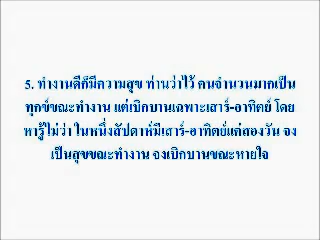 5. ทำงานดีก็มีความสุข ท่านว่าไว้ คนจำนวนมากเป็น
ทุกข์ขณะทำงาน แต่เบิกบานเฉพาะเสาร์-อาทิตย์ โดย
หารู้ไม่ว่า ในหนึ่งสัปดาห์มีเสาร์-อาทิตย์แค่สองวัน จง
เป็นสุขขณะทำงาน จงเบิกบานขณะหายใจ